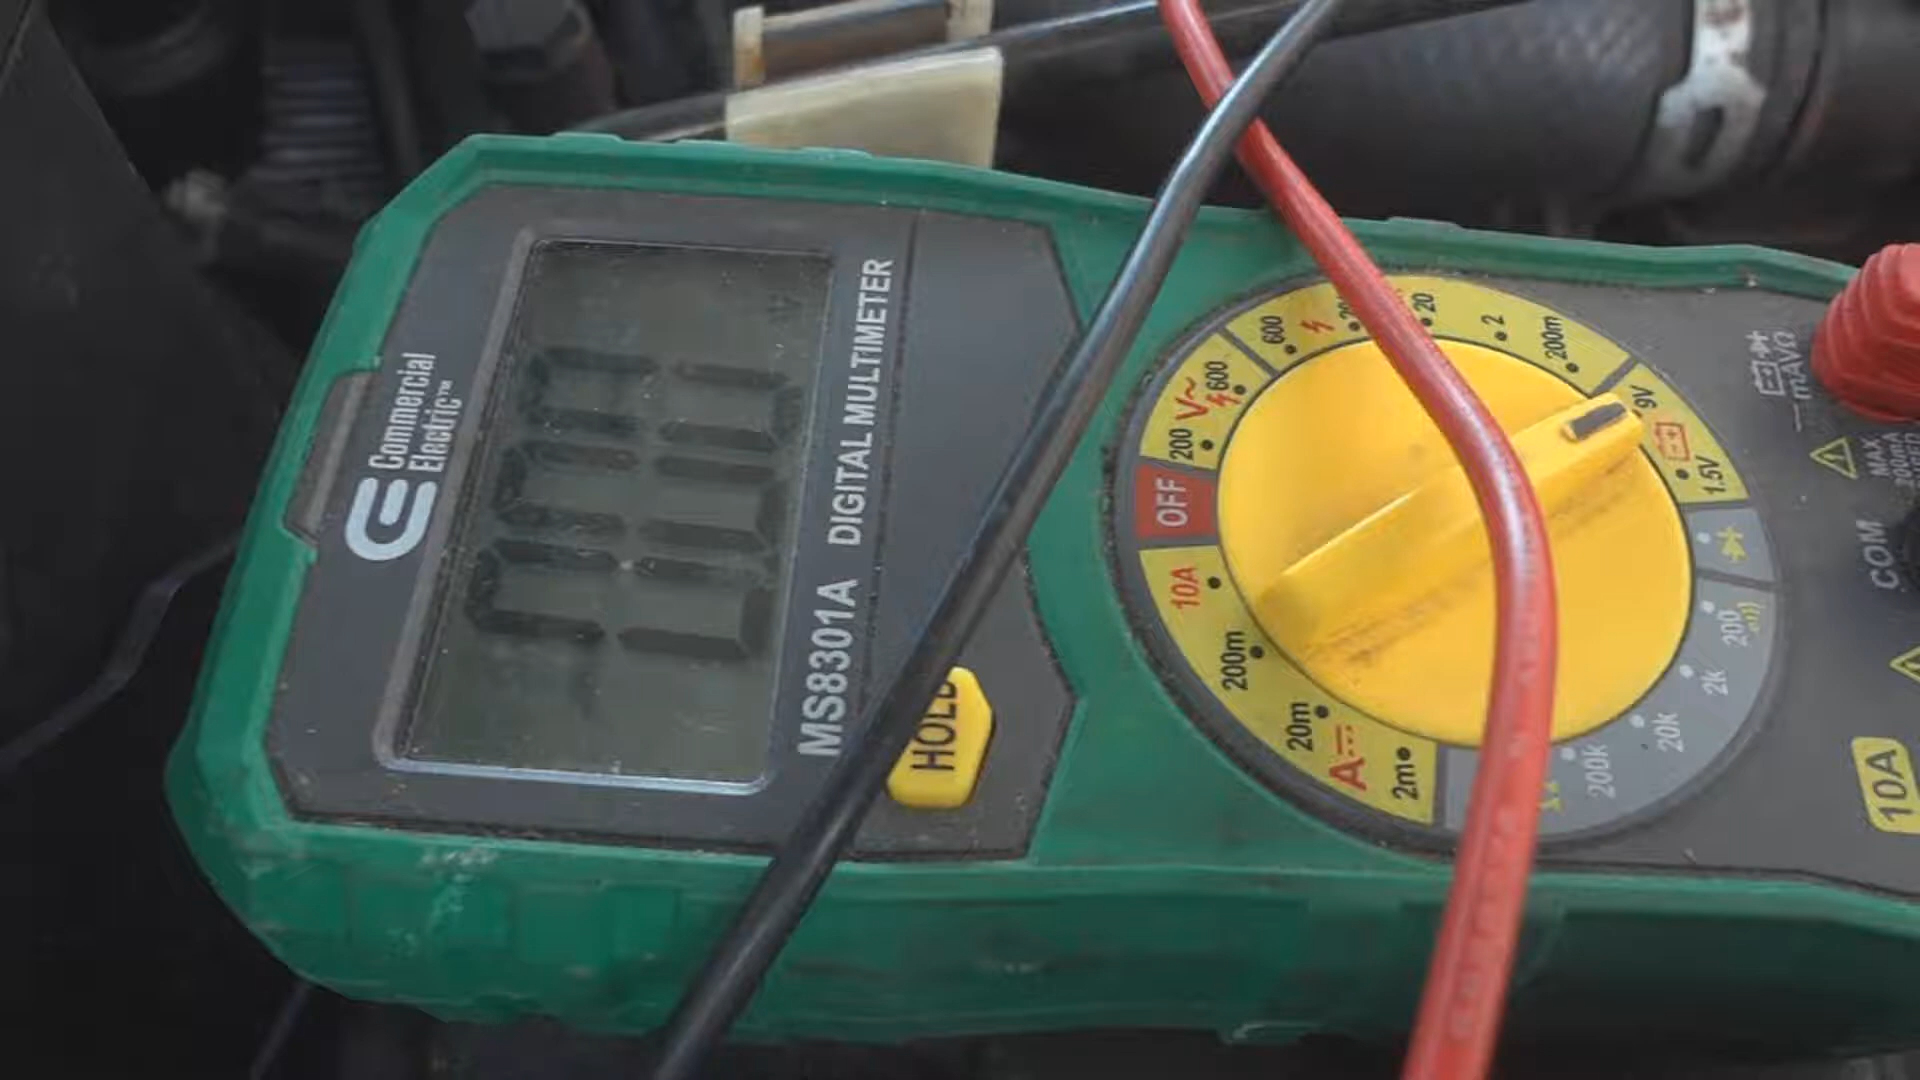 Commercial
Electric™
MS8301A DIGITAL MULTIMETER
HOLD
OFF
200
V~
600
600
20
2
200m
9V
1.5V
200
2k
20k
200k
2m
A
20m
200m
10A
mAVΩ
MAX
COM
10A